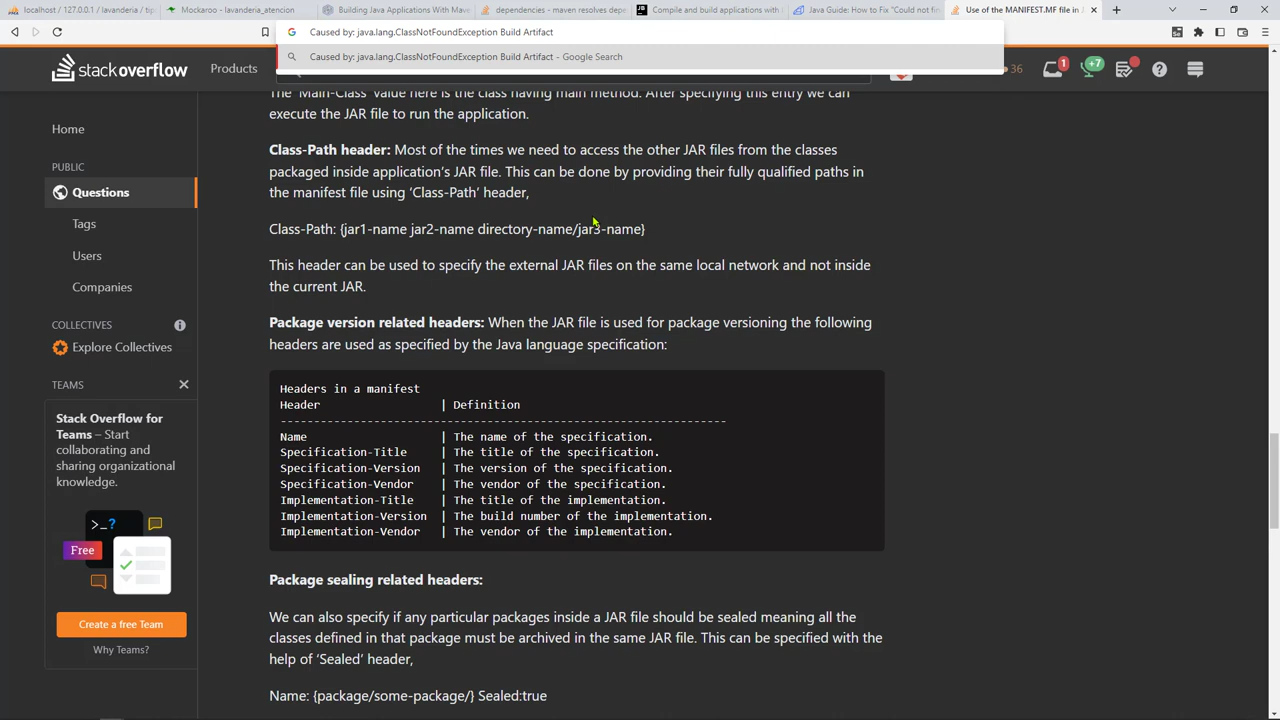 localhost / 127.0.0.1 / lavanderia / tip
Mockaroo - lavanderia_atencion
Building Java Applications With Mave
dependencies - maven resolves depe
Compile and build applications with
Java Guide: How to Fix "Could not fi
Use of the MANIFEST.MF file in J
Caused by: java.lang.ClassNotFoundException Build Artifact
Caused by: java.lang.ClassNotFoundException Build Artifact - Google Search
stackoverflow
Products
36
1
+7
Home
PUBLIC
Questions
Tags
Users
Companies
COLLECTIVES
Explore Collectives
TEAMS
Stack Overflow for
Teams – Start
collaborating and
sharing organizational
knowledge.
>_?
Free
Create a free Team
Why Teams?
The 'Main-Class' value here is the class having main method. After specifying this entry we can
execute the JAR file to run the application.
Class-Path header: Most of the times we need to access the other JAR files from the classes
packaged inside application's JAR file. This can be done by providing their fully qualified paths in
the manifest file using 'Class-Path' header,
Class-Path: {jar1-name jar2-name directory-name/jar3-name}
This header can be used to specify the external JAR files on the same local network and not inside
the current JAR.
Package version related headers: When the JAR file is used for package versioning the following
headers are used as specified by the Java language specification:
Headers in a manifest
Header | Definition
-------------------------------------------------------------------
Name | The name of the specification.
Specification-Title | The title of the specification.
Specification-Version | The version of the specification.
Specification-Vendor | The vendor of the specification.
Implementation-Title | The title of the implementation.
Implementation-Version | The build number of the implementation.
Implementation-Vendor | The vendor of the implementation.
Package sealing related headers:
We can also specify if any particular packages inside a JAR file should be sealed meaning all the
classes defined in that package must be archived in the same JAR file. This can be specified with the
help of 'Sealed' header,
Name: {package/some-package/} Sealed:true